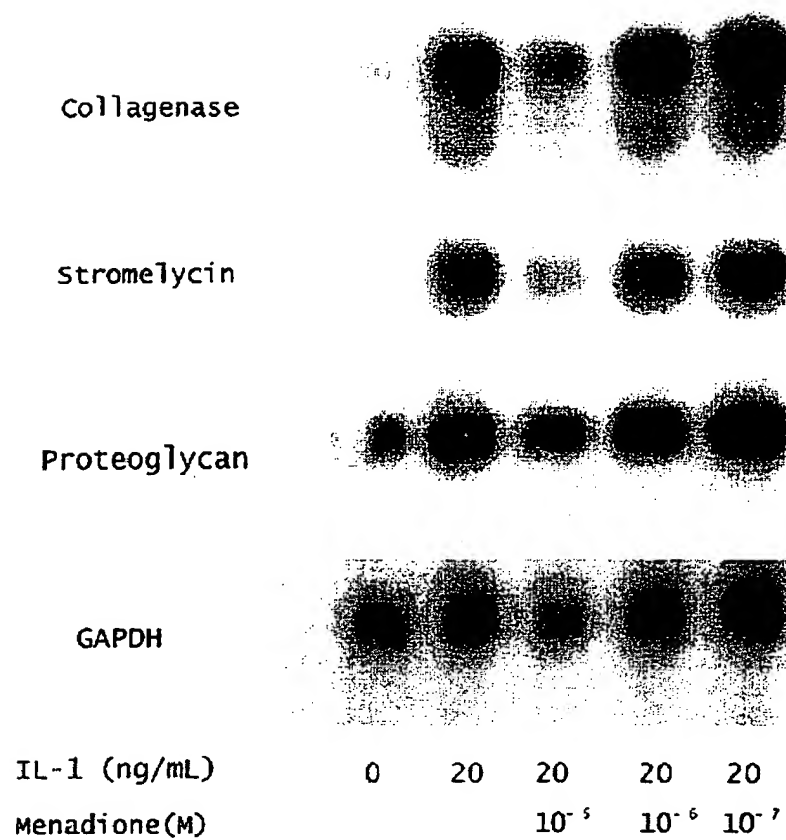 Collagenase
Stromelycin
Proteoglycan
GAPDH
IL-1 (ng/mL) 0 20 20 20 20
Menadione(M) 10⁻⁵ 10⁻⁶ 10⁻⁷